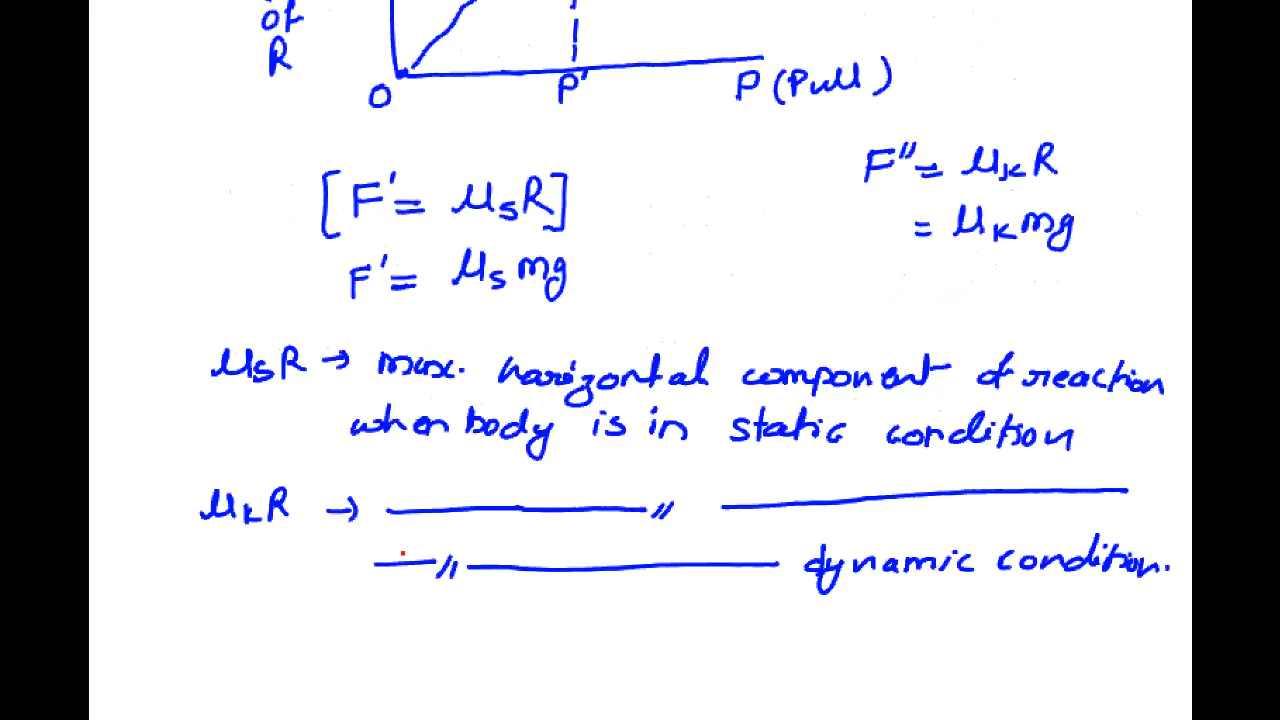 of
R
O P' P (Pull)
[F' = μsR]
F' = μs mg
F" = μkR
= μk mg
μsR → max. horizontal component of reaction
when body is in static condition
μkR → —〃—
—〃— dynamic condition.